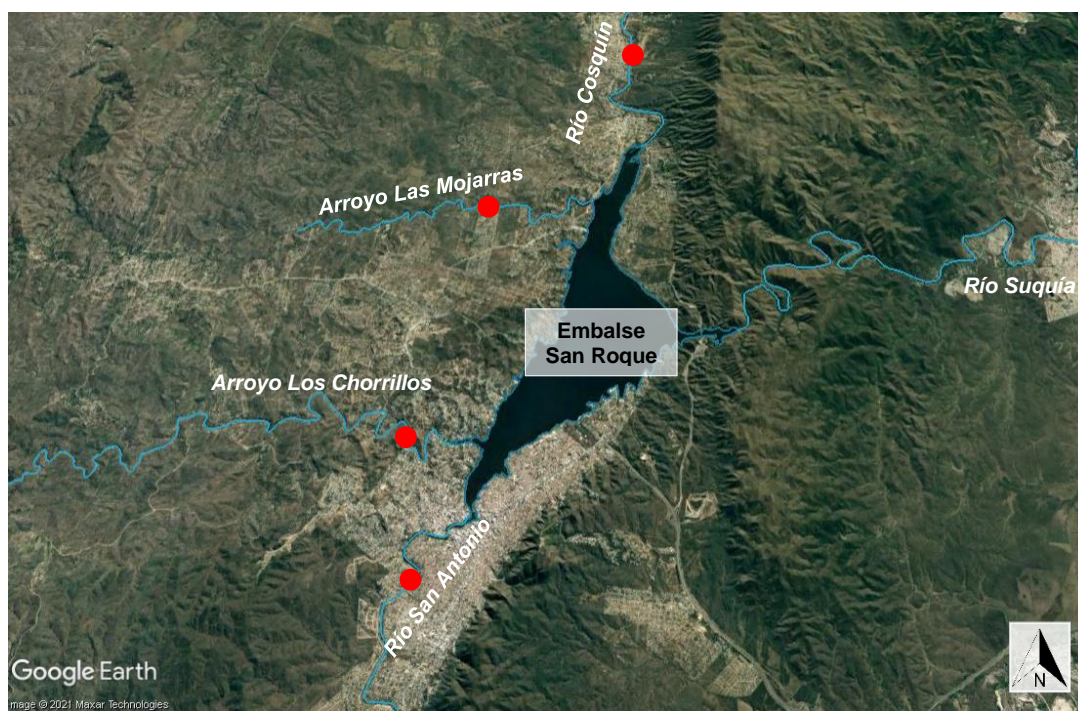 Río Cosquín
Arroyo Las Mojarras
Río Suquía
Embalse
San Roque
Arroyo Los Chorrillos
Río San Antonio
N
Google Earth
mage © 2021 Maxar Technologies